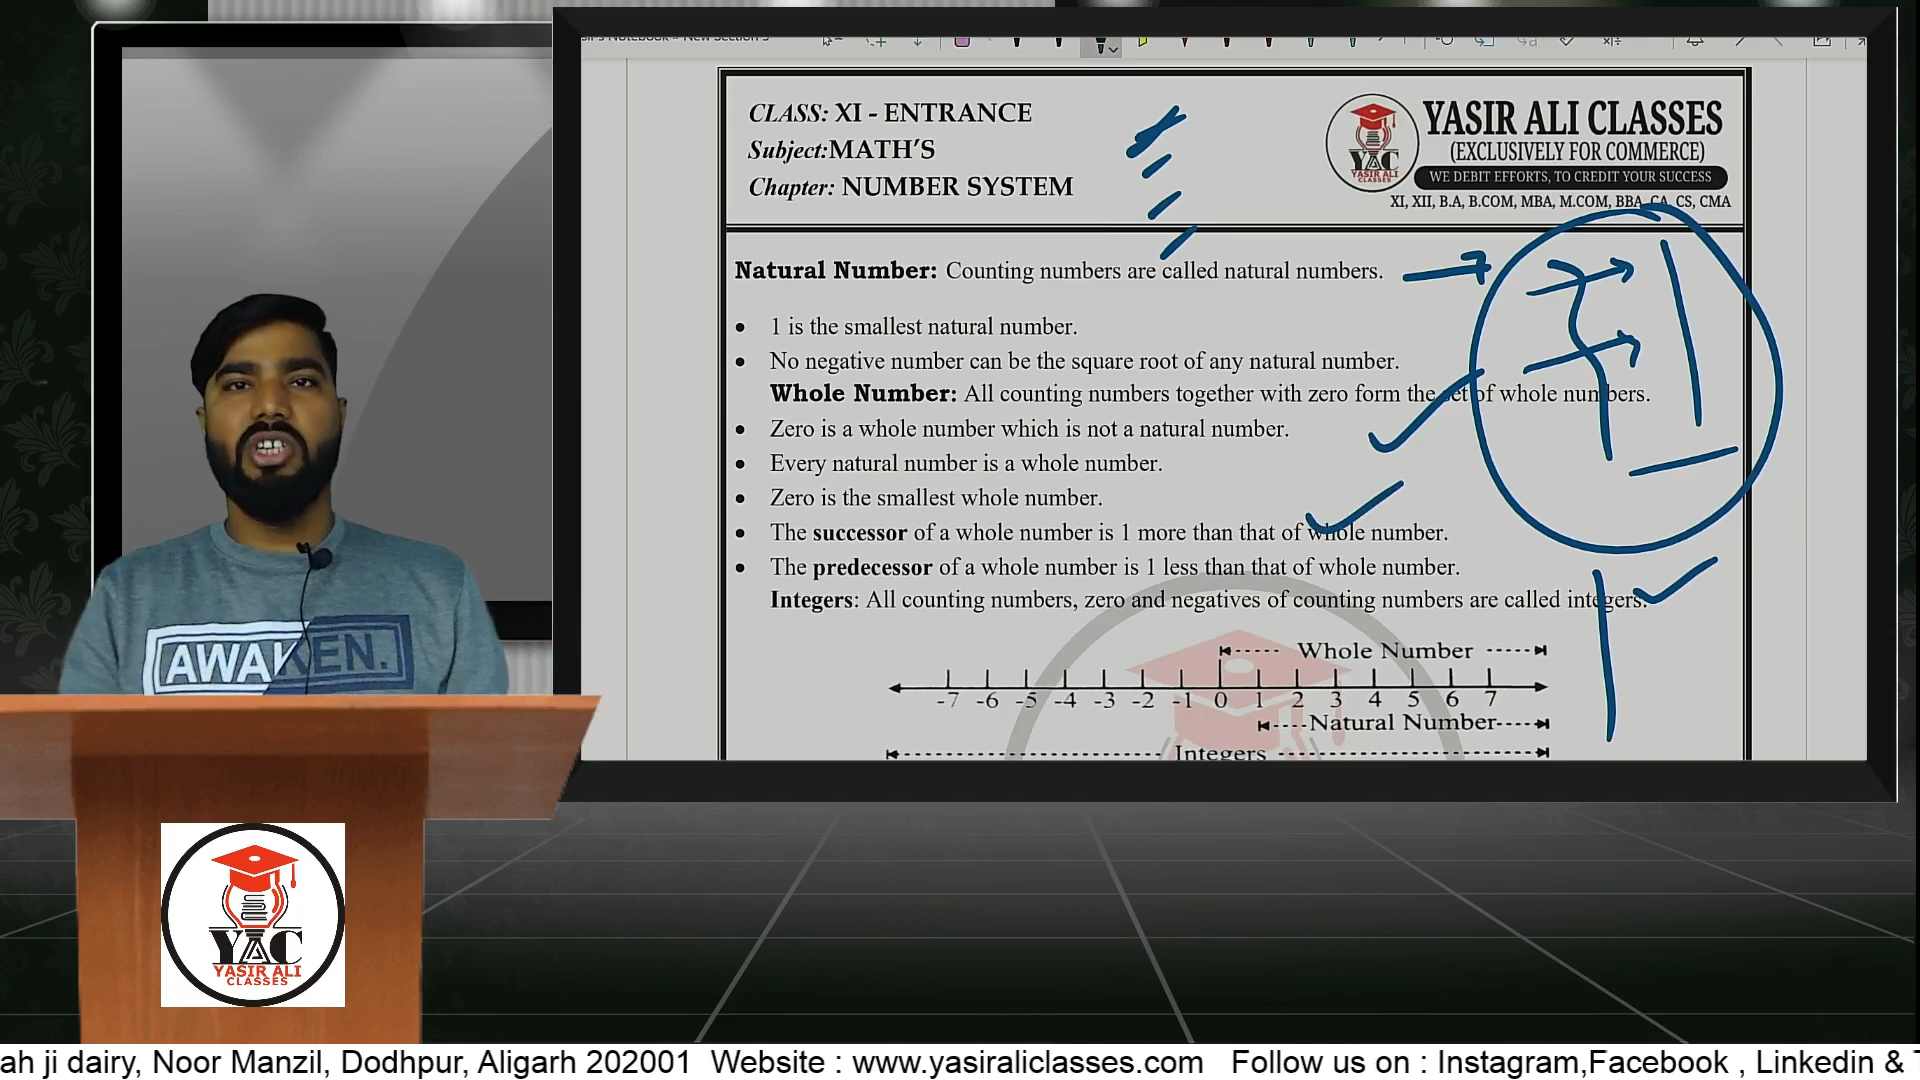 CLASS: XI - ENTRANCE
Subject:MATH'S
Chapter: NUMBER SYSTEM
YASIR ALI CLASSES
(EXCLUSIVELY FOR COMMERCE)
WE DEBIT EFFORTS, TO CREDIT YOUR SUCCESS
XI, XII, B.A, B.COM, MBA, M.COM, BBA, CA, CS, CMA
YAC
YASIR ALI
CLASSES
Natural Number: Counting numbers are called natural numbers.
• 1 is the smallest natural number.
• No negative number can be the square root of any natural number.
Whole Number: All counting numbers together with zero form the set of whole numbers.
• Zero is a whole number which is not a natural number.
• Every natural number is a whole number.
• Zero is the smallest whole number.
• The successor of a whole number is 1 more than that of whole number.
• The predecessor of a whole number is 1 less than that of whole number.
Integers: All counting numbers, zero and negatives of counting numbers are called integers.
Whole Number
-7 -6 -5 -4 -3 -2 -1 0 1 2 3 4 5 6 7
Natural Number
Integers
AWAKEN.
YAC
YASIR ALI
CLASSES
ah ji dairy, Noor Manzil, Dodhpur, Aligarh 202001 Website : www.yasiraliclasses.com Follow us on : Instagram,Facebook , Linkedin &